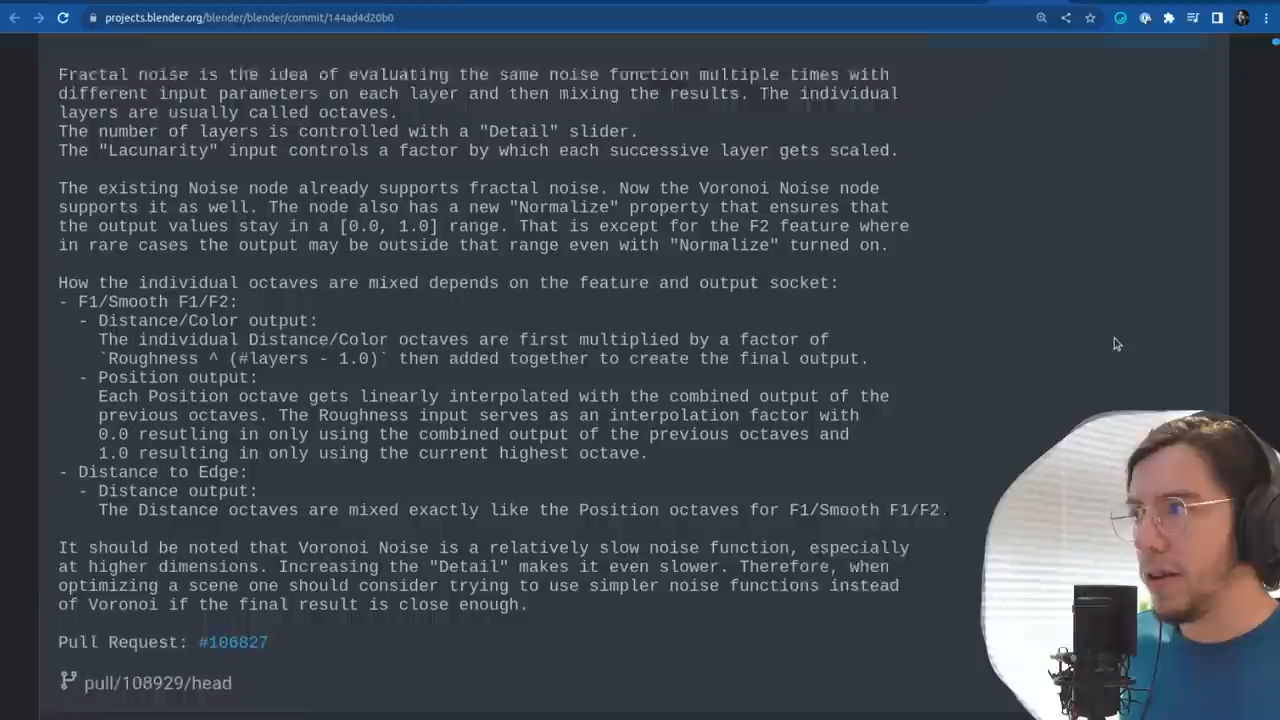 projects.blender.org/blender/blender/commit/144ad4d20b0
Fractal noise is the idea of evaluating the same noise function multiple times with
different input parameters on each layer and then mixing the results. The individual
layers are usually called octaves.
The number of layers is controlled with a "Detail" slider.
The "Lacunarity" input controls a factor by which each successive layer gets scaled.
The existing Noise node already supports fractal noise. Now the Voronoi Noise node
supports it as well. The node also has a new "Normalize" property that ensures that
the output values stay in a [0.0, 1.0] range. That is except for the F2 feature where
in rare cases the output may be outside that range even with "Normalize" turned on.
How the individual octaves are mixed depends on the feature and output socket:
- F1/Smooth F1/F2:
- Distance/Color output:
The individual Distance/Color octaves are first multiplied by a factor of
`Roughness ^ (#layers - 1.0)` then added together to create the final output.
- Position output:
Each Position octave gets linearly interpolated with the combined output of the
previous octaves. The Roughness input serves as an interpolation factor with
0.0 resutling in only using the combined output of the previous octaves and
1.0 resulting in only using the current highest octave.
- Distance to Edge:
- Distance output:
The Distance octaves are mixed exactly like the Position octaves for F1/Smooth F1/F2.
It should be noted that Voronoi Noise is a relatively slow noise function, especially
at higher dimensions. Increasing the "Detail" makes it even slower. Therefore, when
optimizing a scene one should consider trying to use simpler noise functions instead
of Voronoi if the final result is close enough.
Pull Request: #106827
pull/108929/head